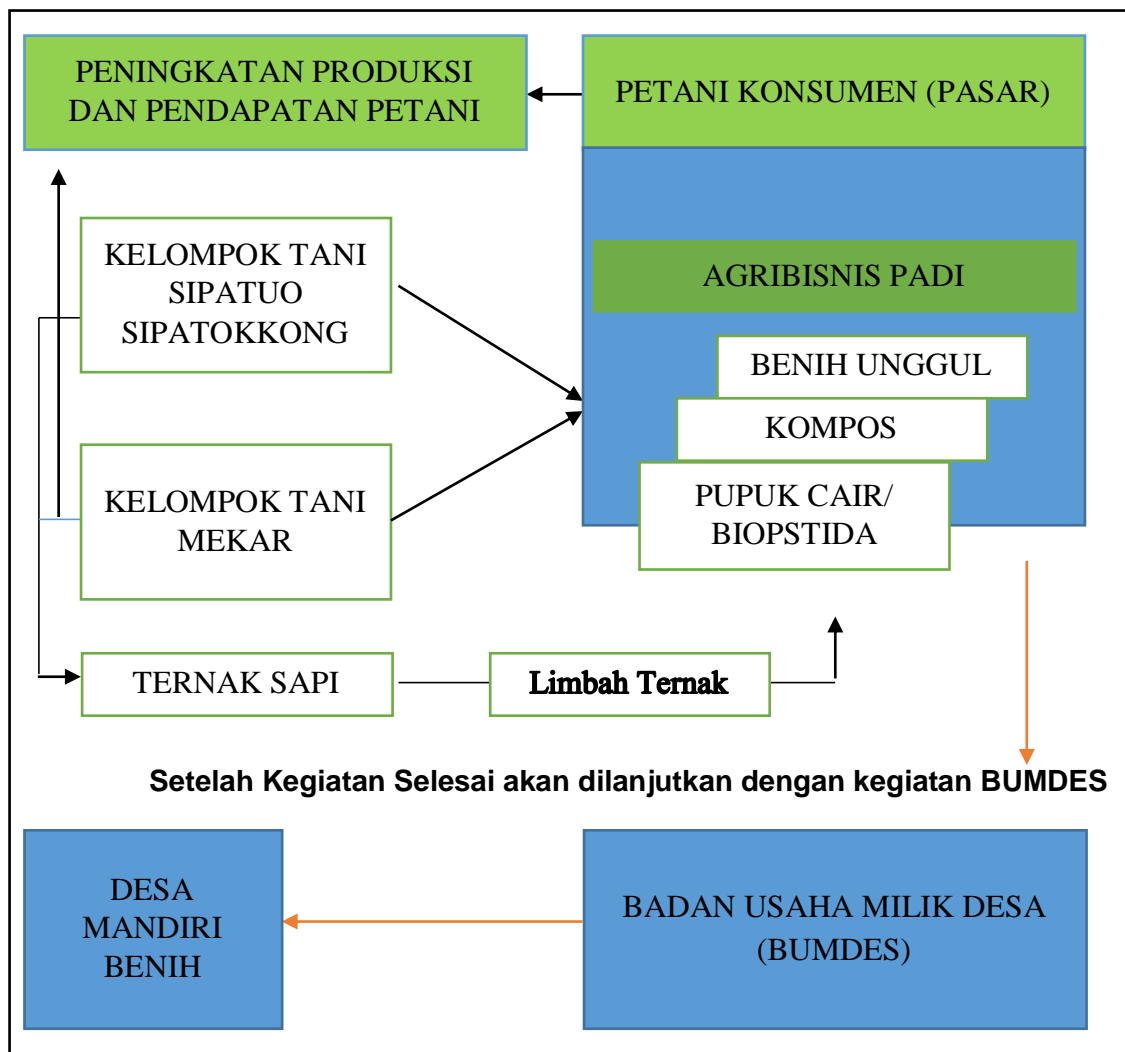 PENINGKATAN PRODUKSI
DAN PENDAPATAN PETANI
PETANI KONSUMEN (PASAR)
KELOMPOK TANI
SIPATUO
SIPATOKKONG
AGRIBISNIS PADI
BENIH UNGGUL
KOMPOS
PUPUK CAIR/
BIOPSTIDA
KELOMPOK TANI
MEKAR
TERNAK SAPI
Limbah Ternak
Setelah Kegiatan Selesai akan dilanjutkan dengan kegiatan BUMDES
DESA
MANDIRI
BENIH
BADAN USAHA MILIK DESA
(BUMDES)